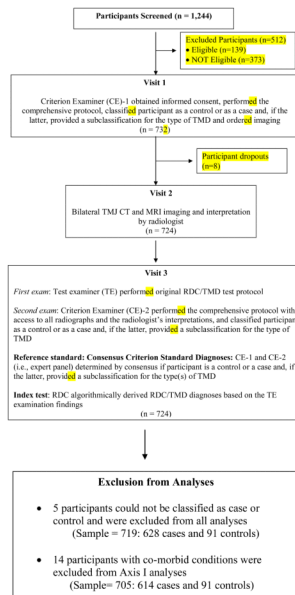 Participants Screened (n = 1,244)
Excluded Participants (n=512)
• Eligible (n=139)
• NOT Eligible (n=373)
Visit 1
Criterion Examiner (CE)-1 obtained informed consent, performed the
comprehensive protocol, classified participant as a control or as a case and, if the
latter, provided a subclassification for the type of TMD and ordered imaging
(n = 732)
Participant dropouts
(n=8)
Visit 2
Bilateral TMJ CT and MRI imaging and interpretation
by radiologist
(n = 724)
Visit 3
First exam: Test examiner (TE) performed original RDC/TMD test protocol
Second exam: Criterion Examiner (CE)-2 performed the comprehensive protocol with
access to all radiographs and the radiologist's interpretations, and classified participant
as a control or as a case and, if the latter, provided a subclassification for the type of
TMD
Reference standard: Consensus Criterion Standard Diagnoses: CE-1 and CE-2
(i.e., expert panel) determined by consensus if participant is a control or a case and, if
the latter, provided a subclassification for the type(s) of TMD
Index test: RDC algorithmically derived RDC/TMD diagnoses based on the TE
examination findings
(n = 724)
Exclusion from Analyses
• 5 participants could not be classified as case or
control and were excluded from all analyses
(Sample = 719: 628 cases and 91 controls)
• 14 participants with co-morbid conditions were
excluded from Axis I analyses
(Sample= 705: 614 cases and 91 controls)